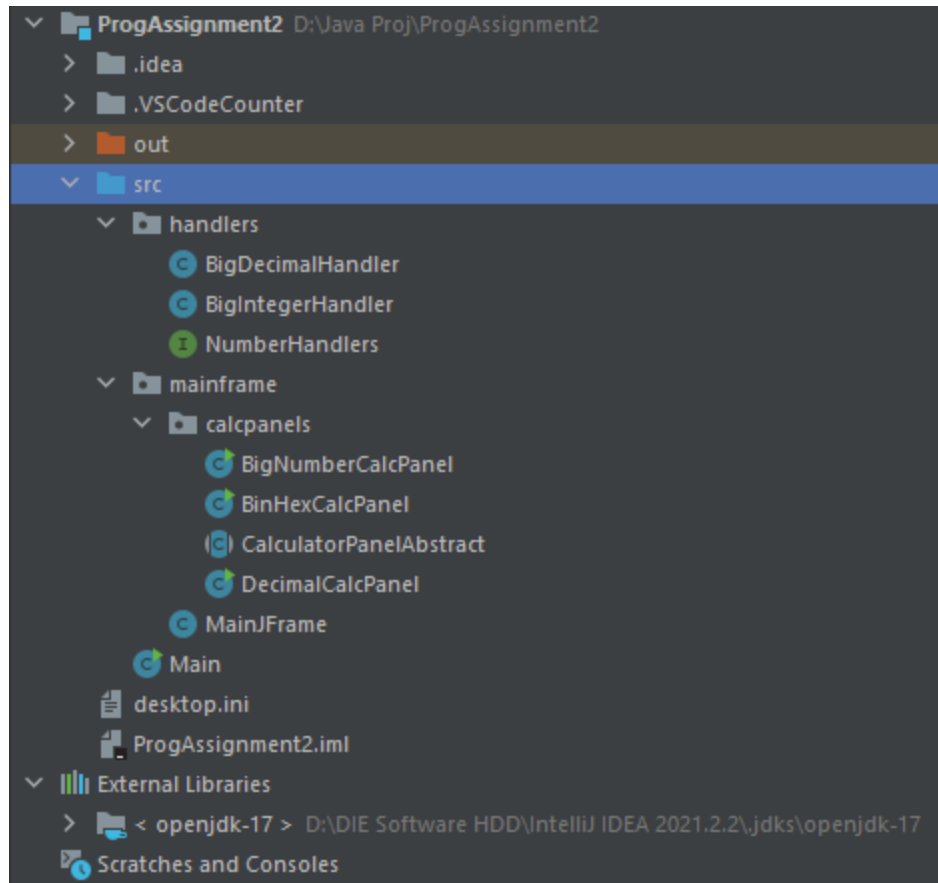 ProgAssignment2 D:\Java Proj\ProgAssignment2
.idea
.VSCodeCounter
out
src
handlers
C BigDecimalHandler
C BigIntegerHandler
I NumberHandlers
mainframe
calcpanels
C BigNumberCalcPanel
C BinHexCalcPanel
C CalculatorPanelAbstract
C DecimalCalcPanel
C MainJFrame
C Main
desktop.ini
ProgAssignment2.iml
External Libraries
< openjdk-17 > D:\DIE Software HDD\IntelliJ IDEA 2021.2.2\.jdks\openjdk-17
Scratches and Consoles